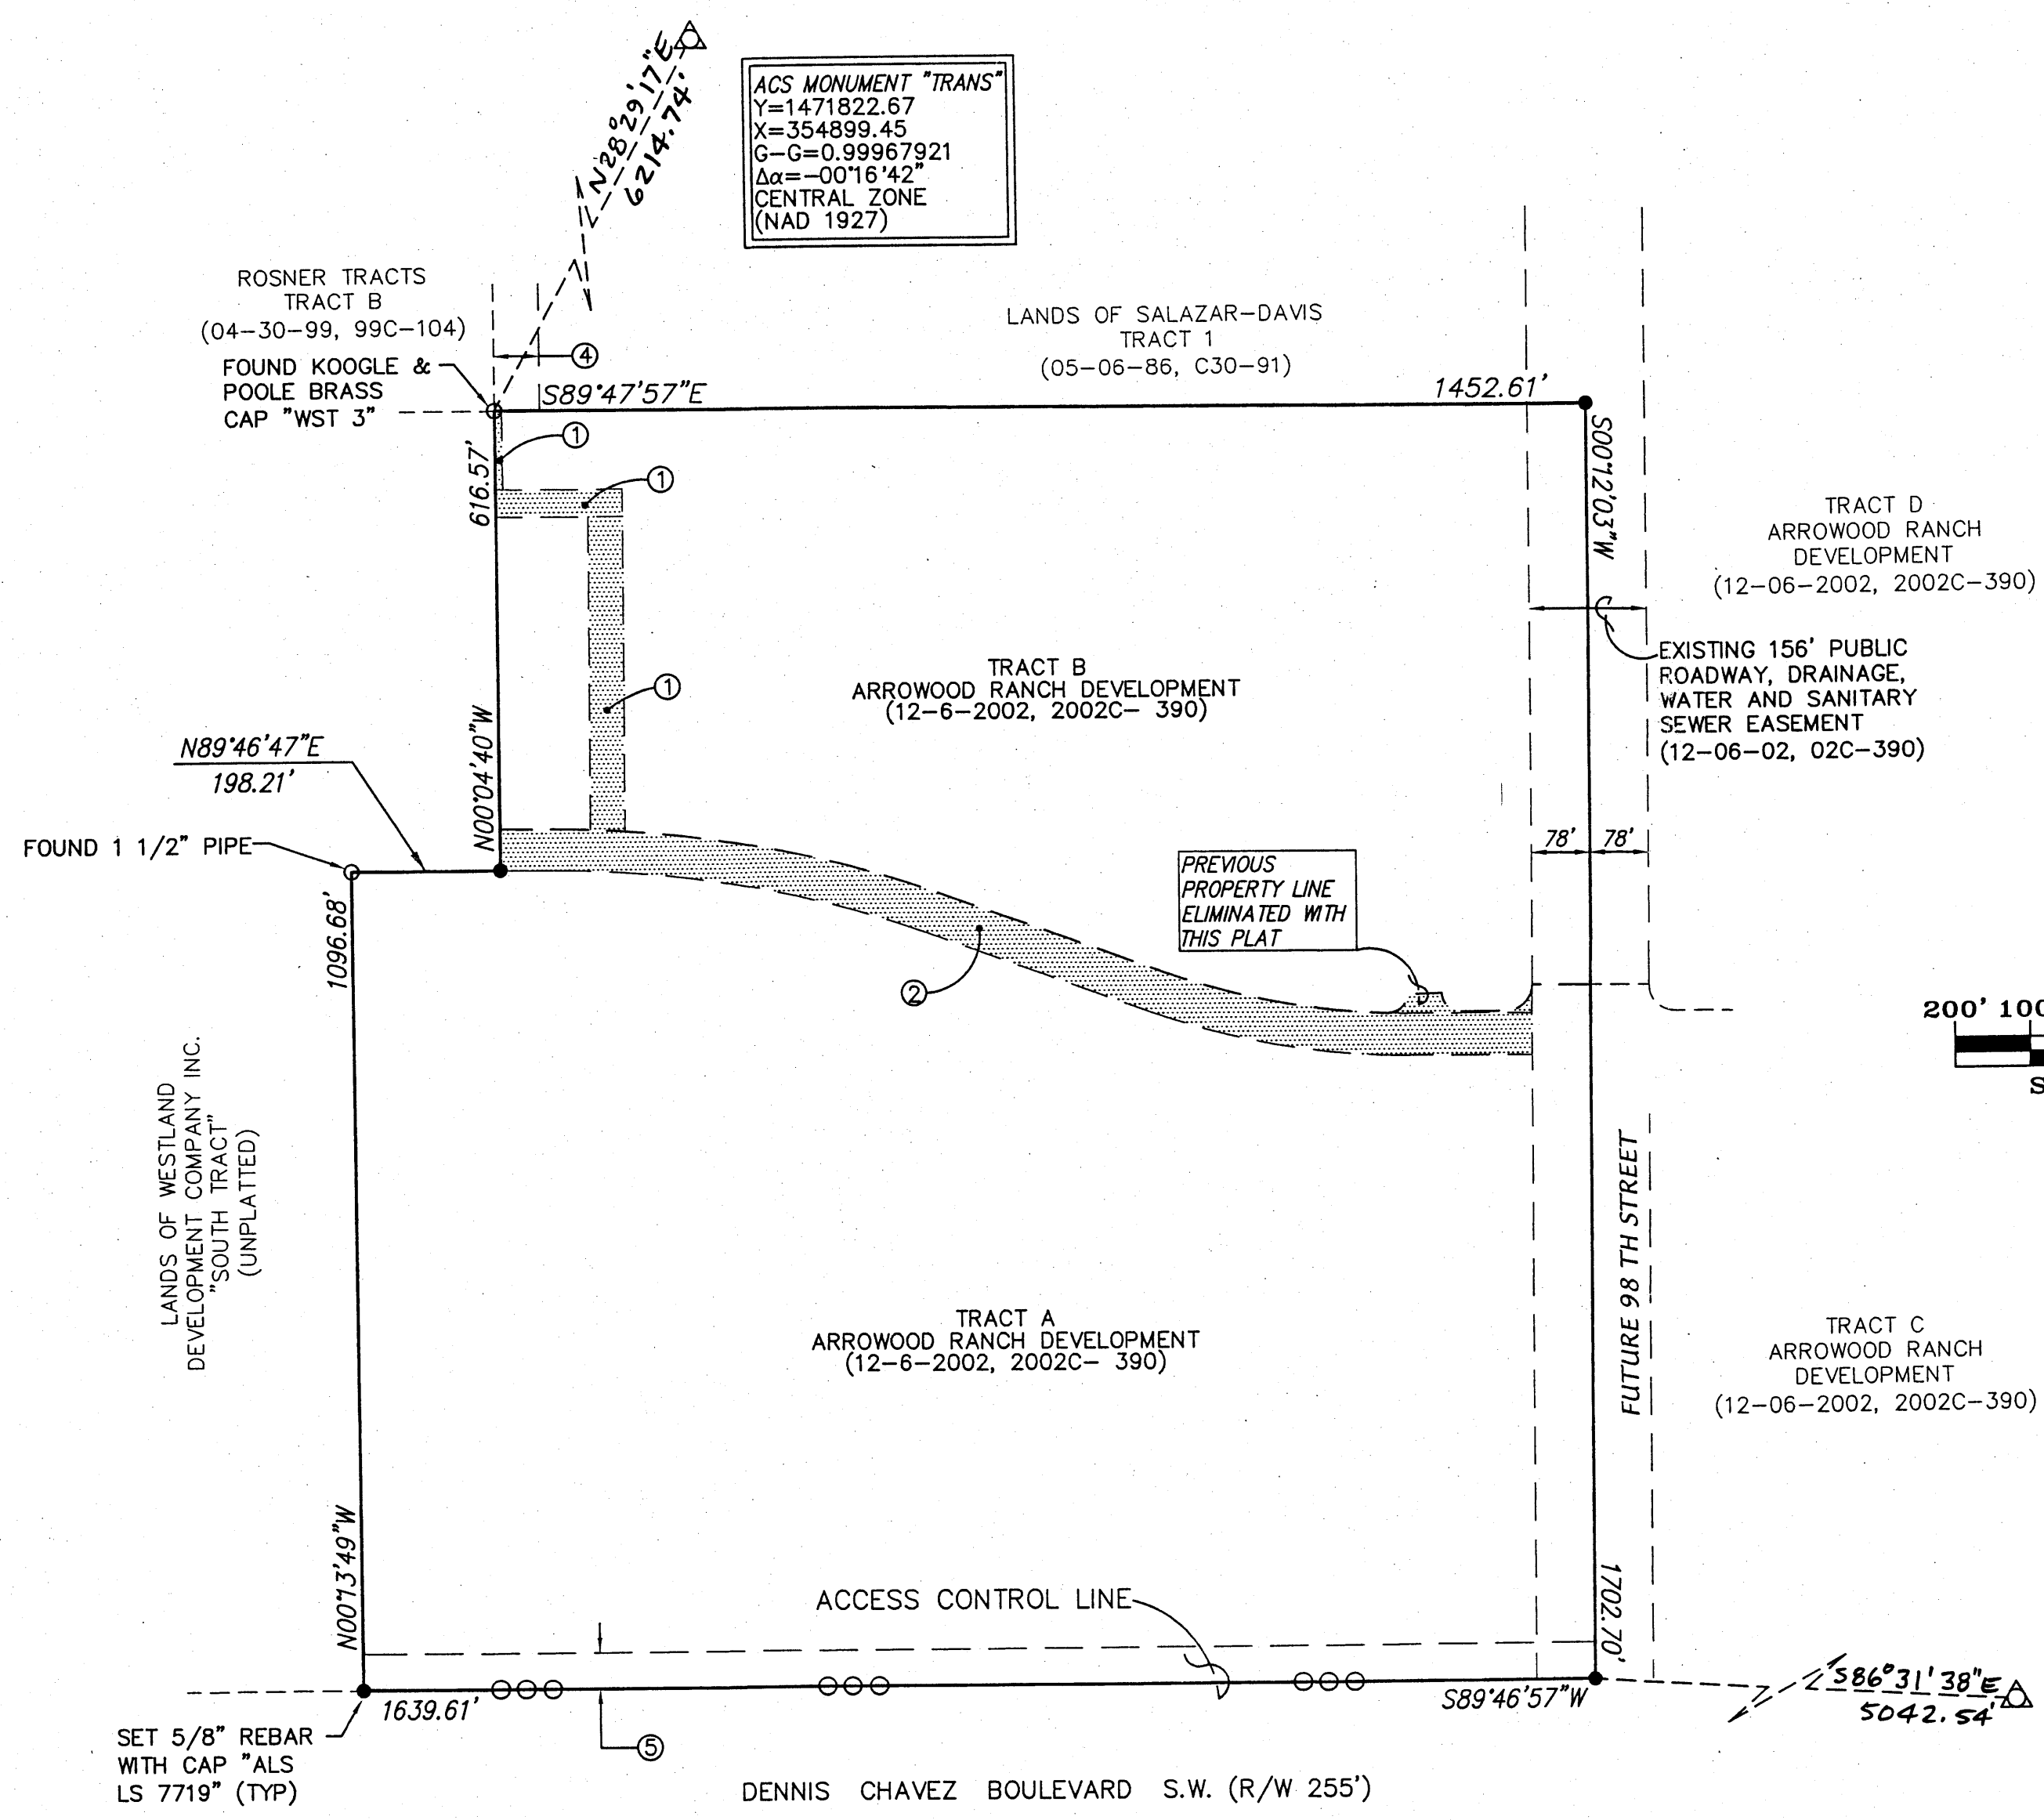 N28°29'17"E
6214.74'
ACS MONUMENT "TRANS"
Y=1471822.67
X=354899.45
G-G=0.99967921
Δα=-00°16'42"
CENTRAL ZONE
(NAD 1927)
ROSNER TRACTS
TRACT B
(04-30-99, 99C-104)
FOUND KOOGLE &
POOLE BRASS
CAP "WST 3"
④
LANDS OF SALAZAR-DAVIS
TRACT 1
(05-06-86, C30-91)
S89°47'57"E
1452.61'
①
①
①
616.57'
N00°04'40"W
S00°12'03"W
TRACT D
ARROWOOD RANCH
DEVELOPMENT
(12-06-2002, 2002C-390)
EXISTING 156' PUBLIC
ROADWAY, DRAINAGE,
WATER AND SANITARY
SEWER EASEMENT
(12-06-02, 02C-390)
TRACT B
ARROWOOD RANCH DEVELOPMENT
(12-6-2002, 2002C- 390)
N89°46'47"E
198.21'
FOUND 1 1/2" PIPE
78'
78'
PREVIOUS
PROPERTY LINE
ELIMINATED WITH
THIS PLAT
②
1096.68'
200' 100
S
LANDS OF WESTLAND
DEVELOPMENT COMPANY INC.
"SOUTH TRACT"
(UNPLATTED)
FUTURE 98 TH STREET
TRACT A
ARROWOOD RANCH DEVELOPMENT
(12-6-2002, 2002C- 390)
TRACT C
ARROWOOD RANCH
DEVELOPMENT
(12-06-2002, 2002C-390)
N00°13'49"W
ACCESS CONTROL LINE
1702.70'
1639.61'
S89°46'57"W
S86°31'38"E
5042.54'
SET 5/8" REBAR
WITH CAP "ALS
LS 7719" (TYP)
⑤
DENNIS CHAVEZ BOULEVARD S.W. (R/W 255')